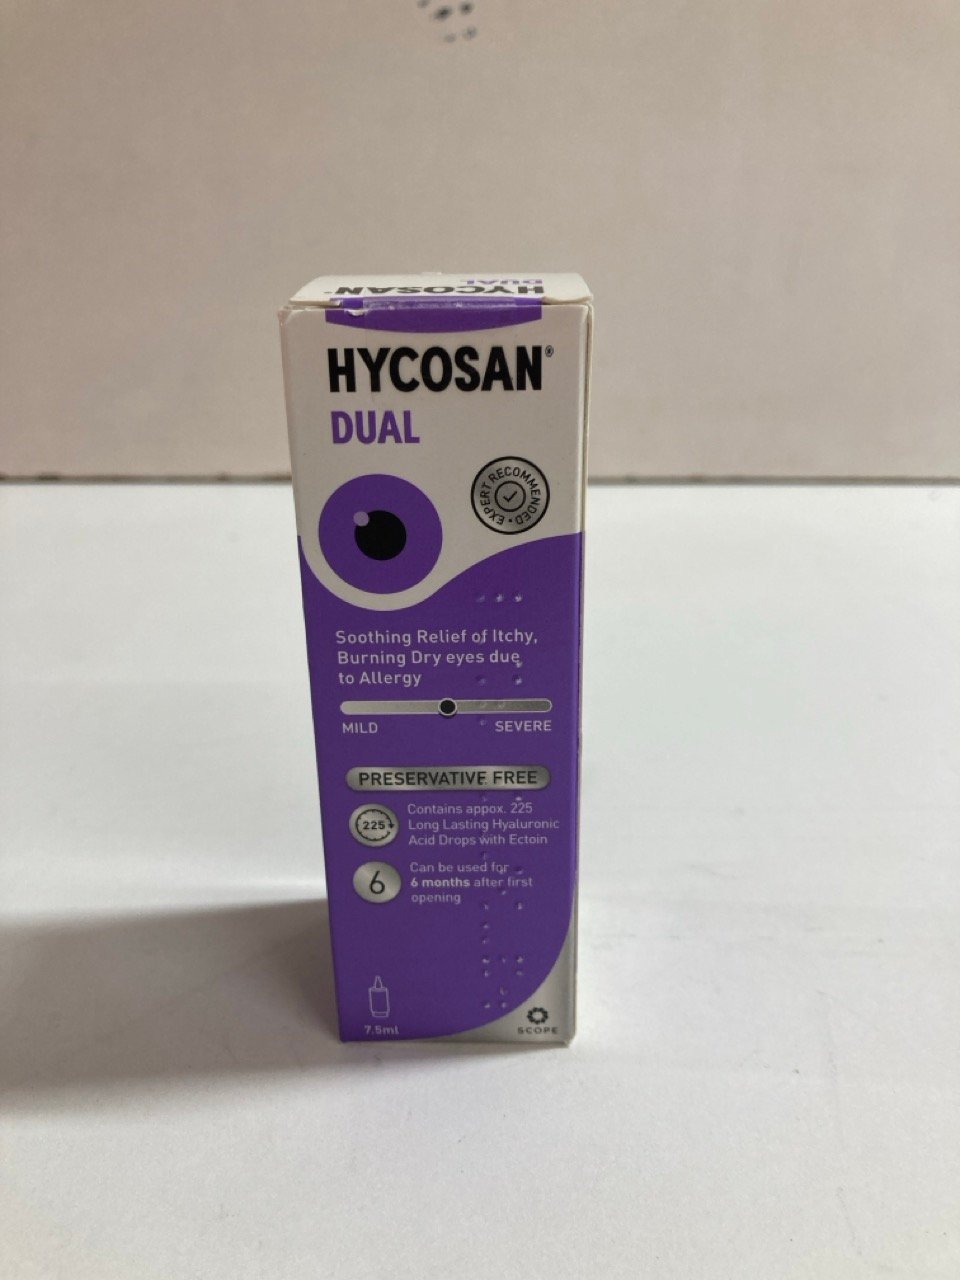 HYCOSAN
DUAL
HYCOSAN®
DUAL
EXPERT RECOMMENDED
Soothing Relief of Itchy,
Burning Dry eyes due
to Allergy
MILD SEVERE
PRESERVATIVE FREE
225
Contains appox. 225
Long Lasting Hyaluronic
Acid Drops with Ectoin
6
Can be used for
6 months after first
opening
7.5ml
SCOPE